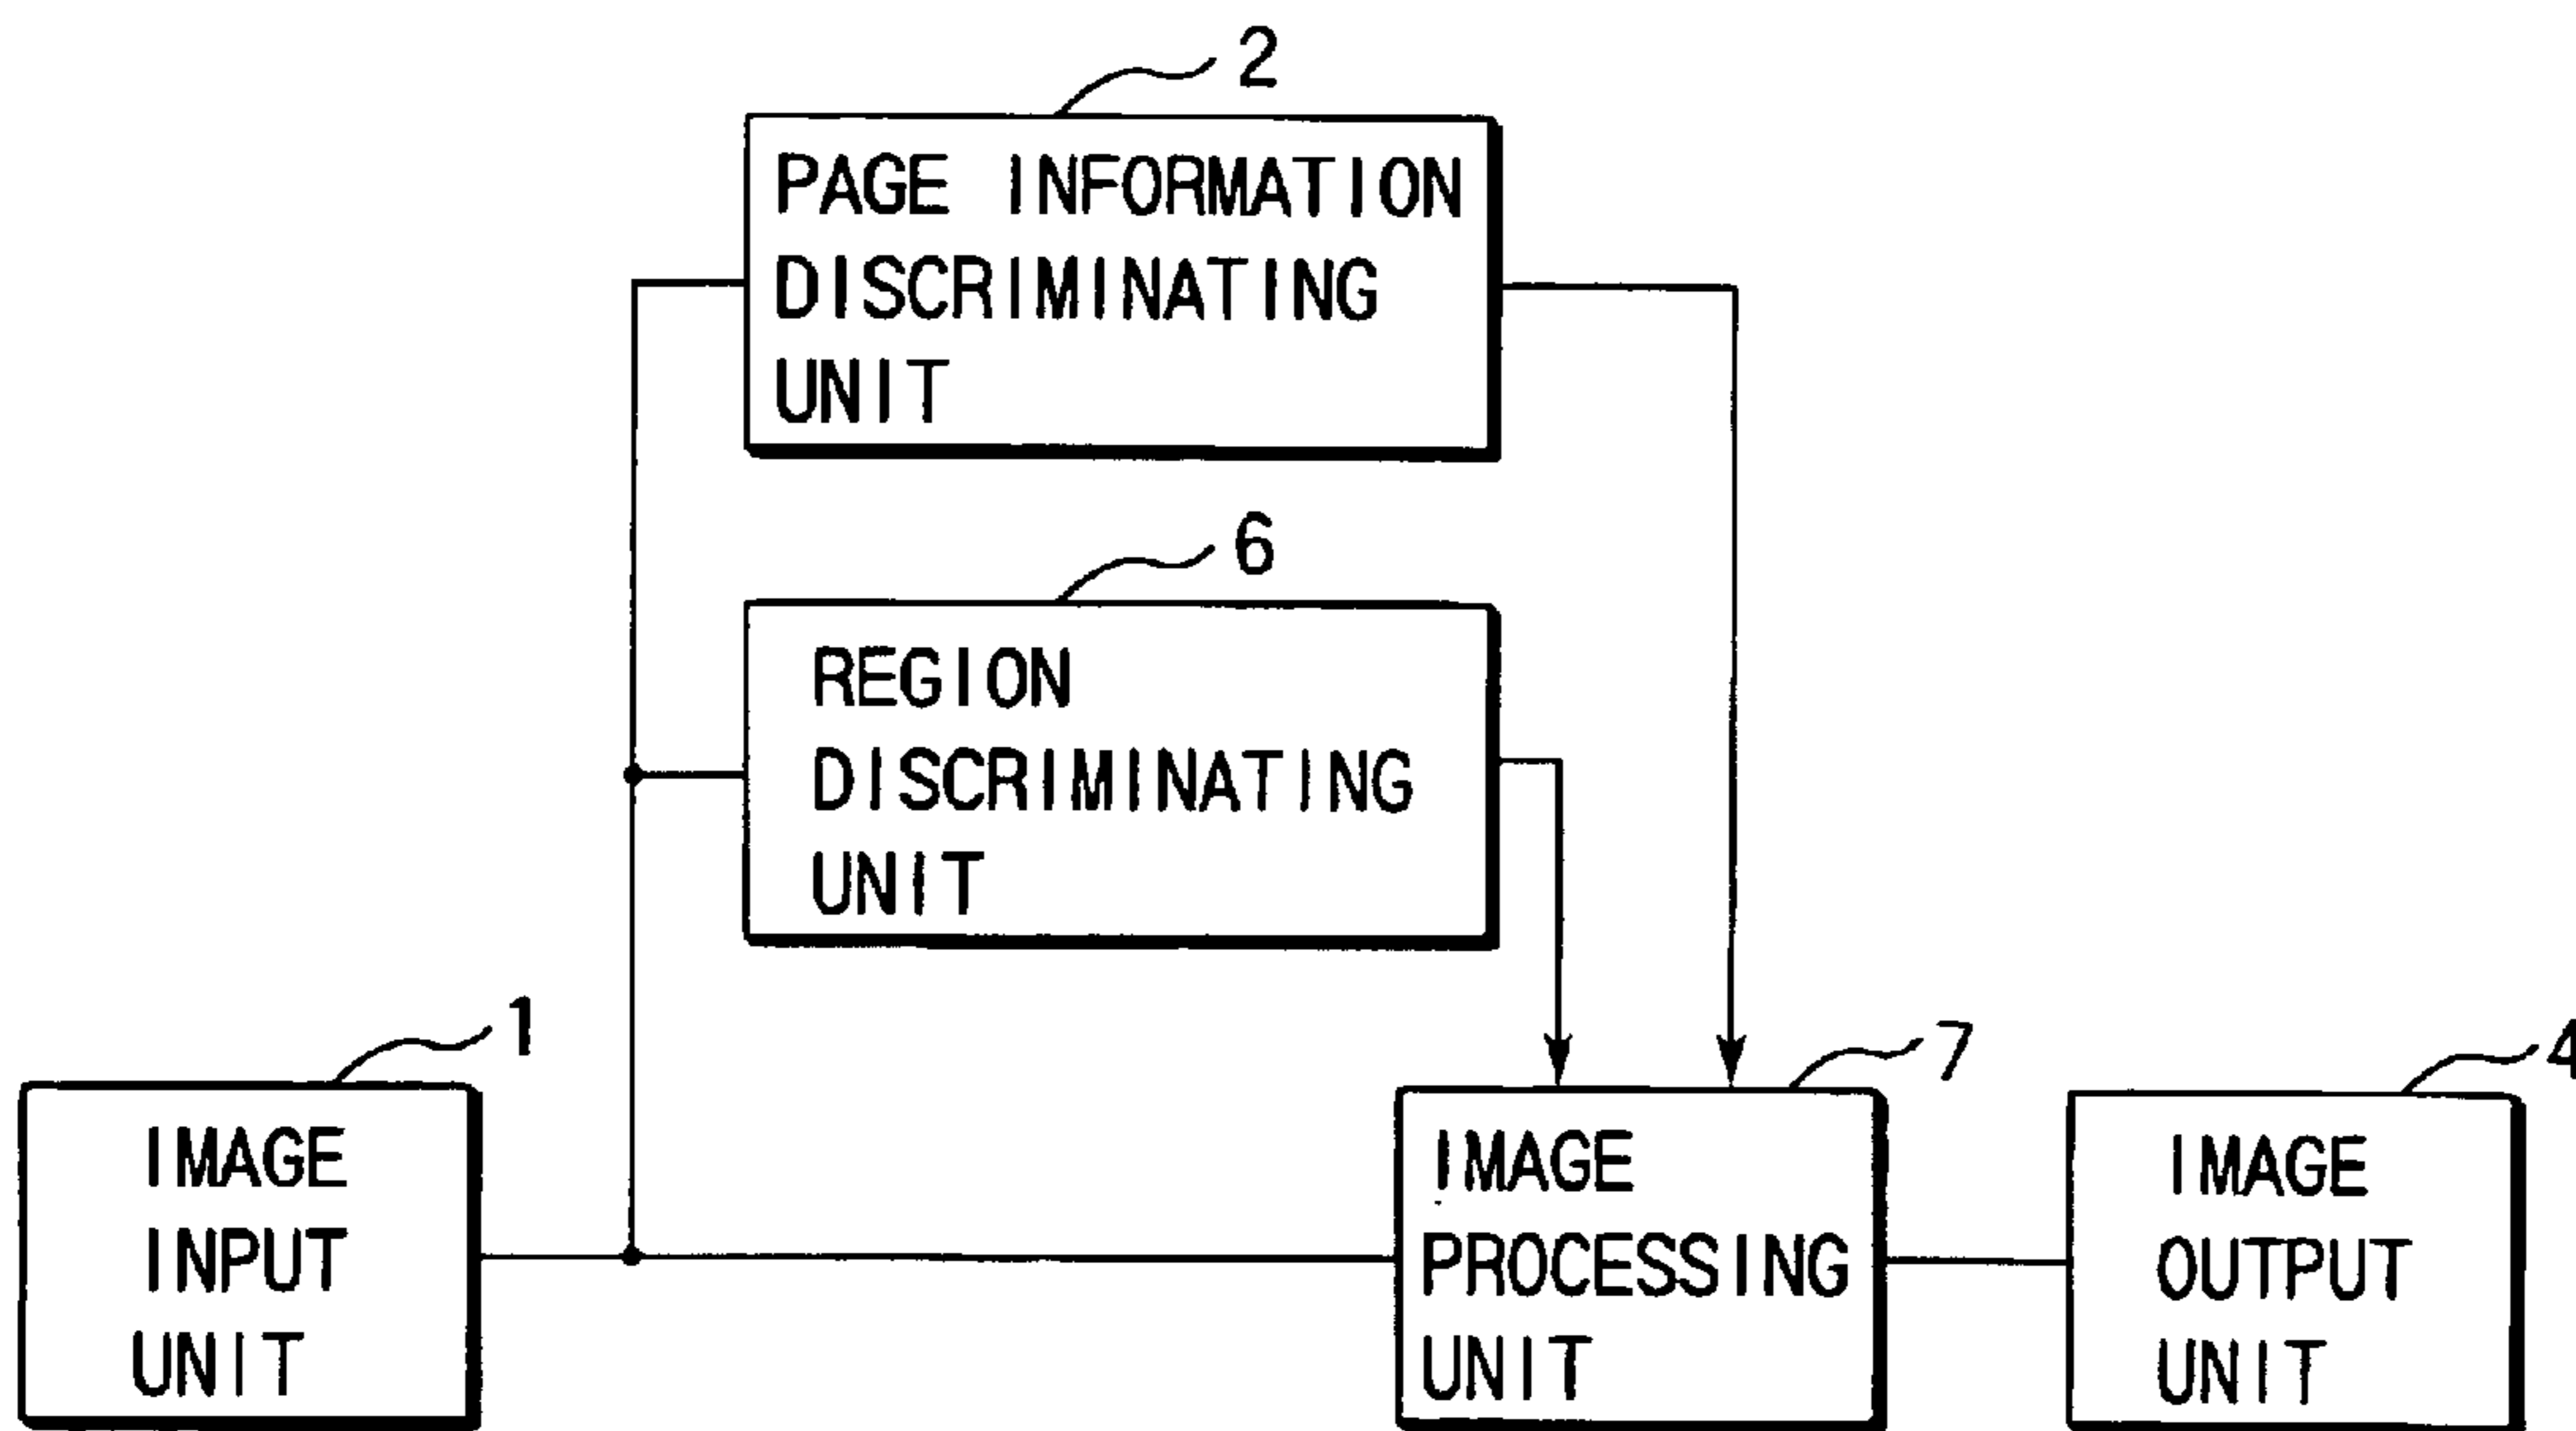 2
PAGE INFORMATION
DISCRIMINATING
UNIT
6
REGION
DISCRIMINATING
UNIT
1
IMAGE
INPUT
UNIT
7
IMAGE
PROCESSING
UNIT
4
IMAGE
OUTPUT
UNIT